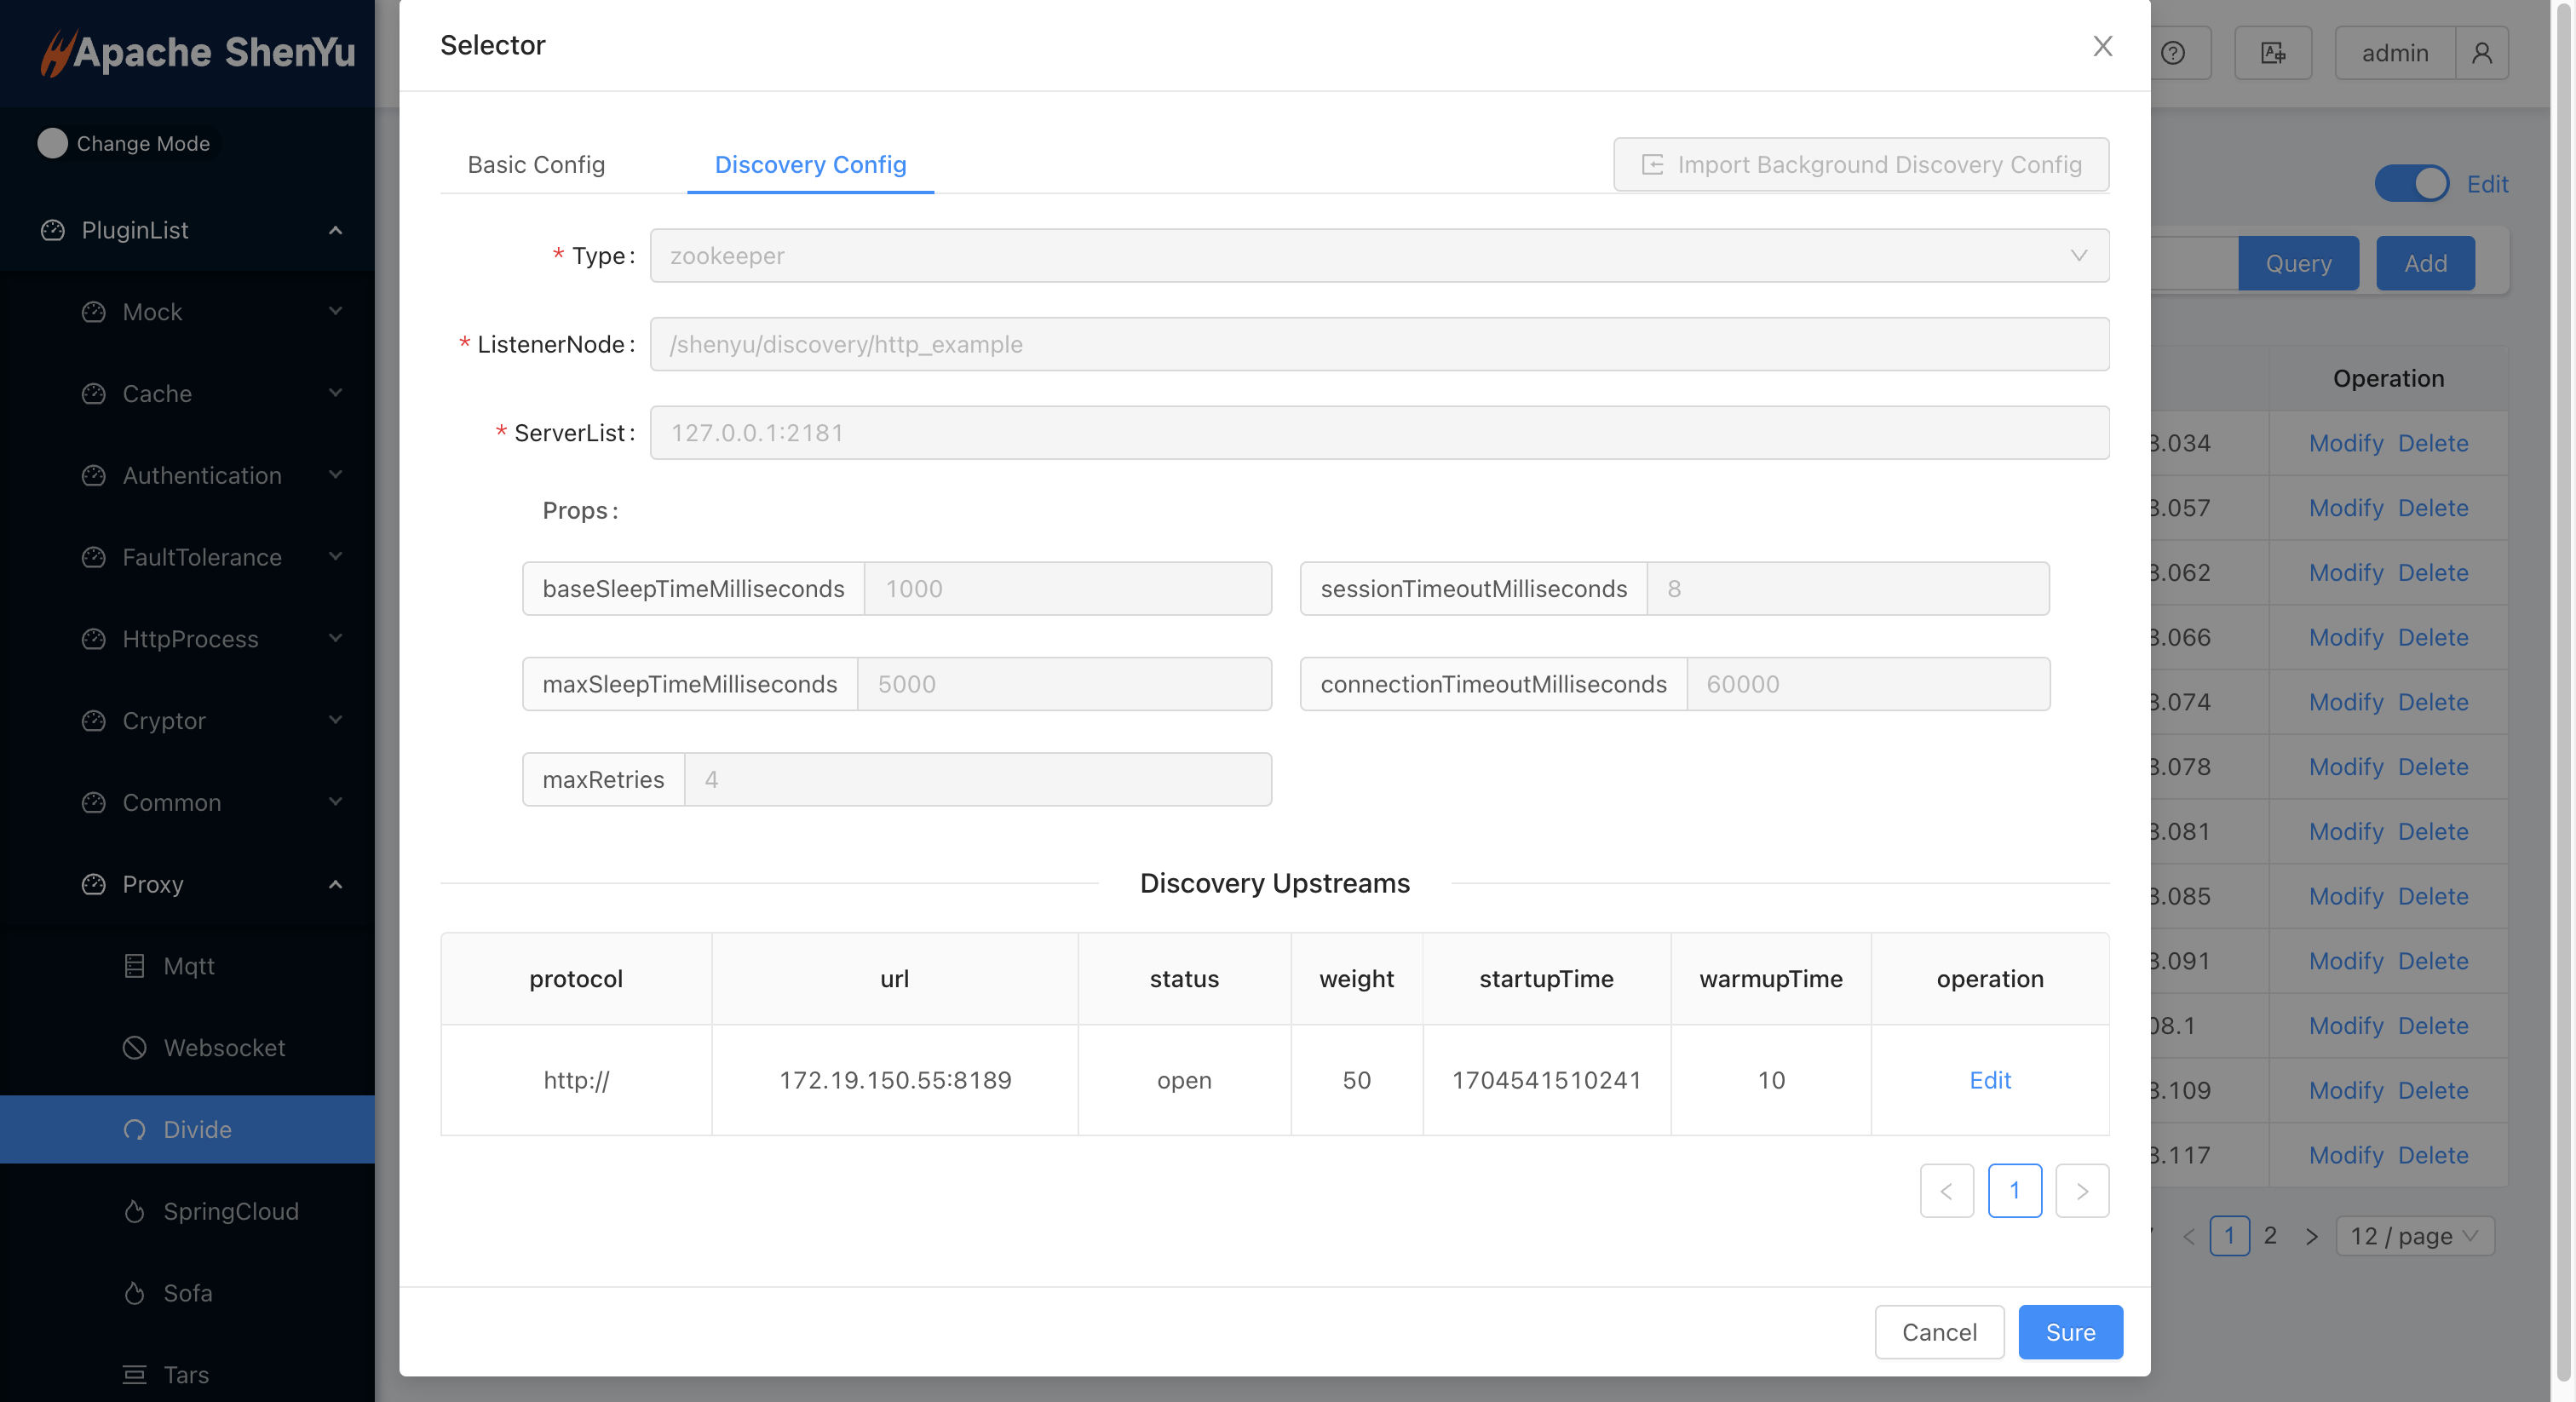 Apache ShenYu
Change Mode
PluginList
Mock
Cache
Authentication
FaultTolerance
HttpProcess
Cryptor
Common
Proxy
Mqtt
Websocket
Divide
SpringCloud
Sofa
Tars
Selector
Basic Config
Discovery Config
Import Background Discovery Config
* Type: zookeeper
* ListenerNode: /shenyu/discovery/http_example
* ServerList: 127.0.0.1:2181
Props:
baseSleepTimeMilliseconds 1000
sessionTimeoutMilliseconds 8
maxSleepTimeMilliseconds 5000
connectionTimeoutMilliseconds 60000
maxRetries 4
Discovery Upstreams
protocol url status weight startupTime warmupTime operation
http:// 172.19.150.55:8189 open 50 1704541510241 10 Edit
< 1 >
Cancel Sure
admin
Edit
Query Add
Operation
3.034 Modify Delete
3.057 Modify Delete
3.062 Modify Delete
3.066 Modify Delete
3.074 Modify Delete
3.078 Modify Delete
3.081 Modify Delete
3.085 Modify Delete
3.091 Modify Delete
08.1 Modify Delete
3.109 Modify Delete
3.117 Modify Delete
< 1 2 > 12 / page